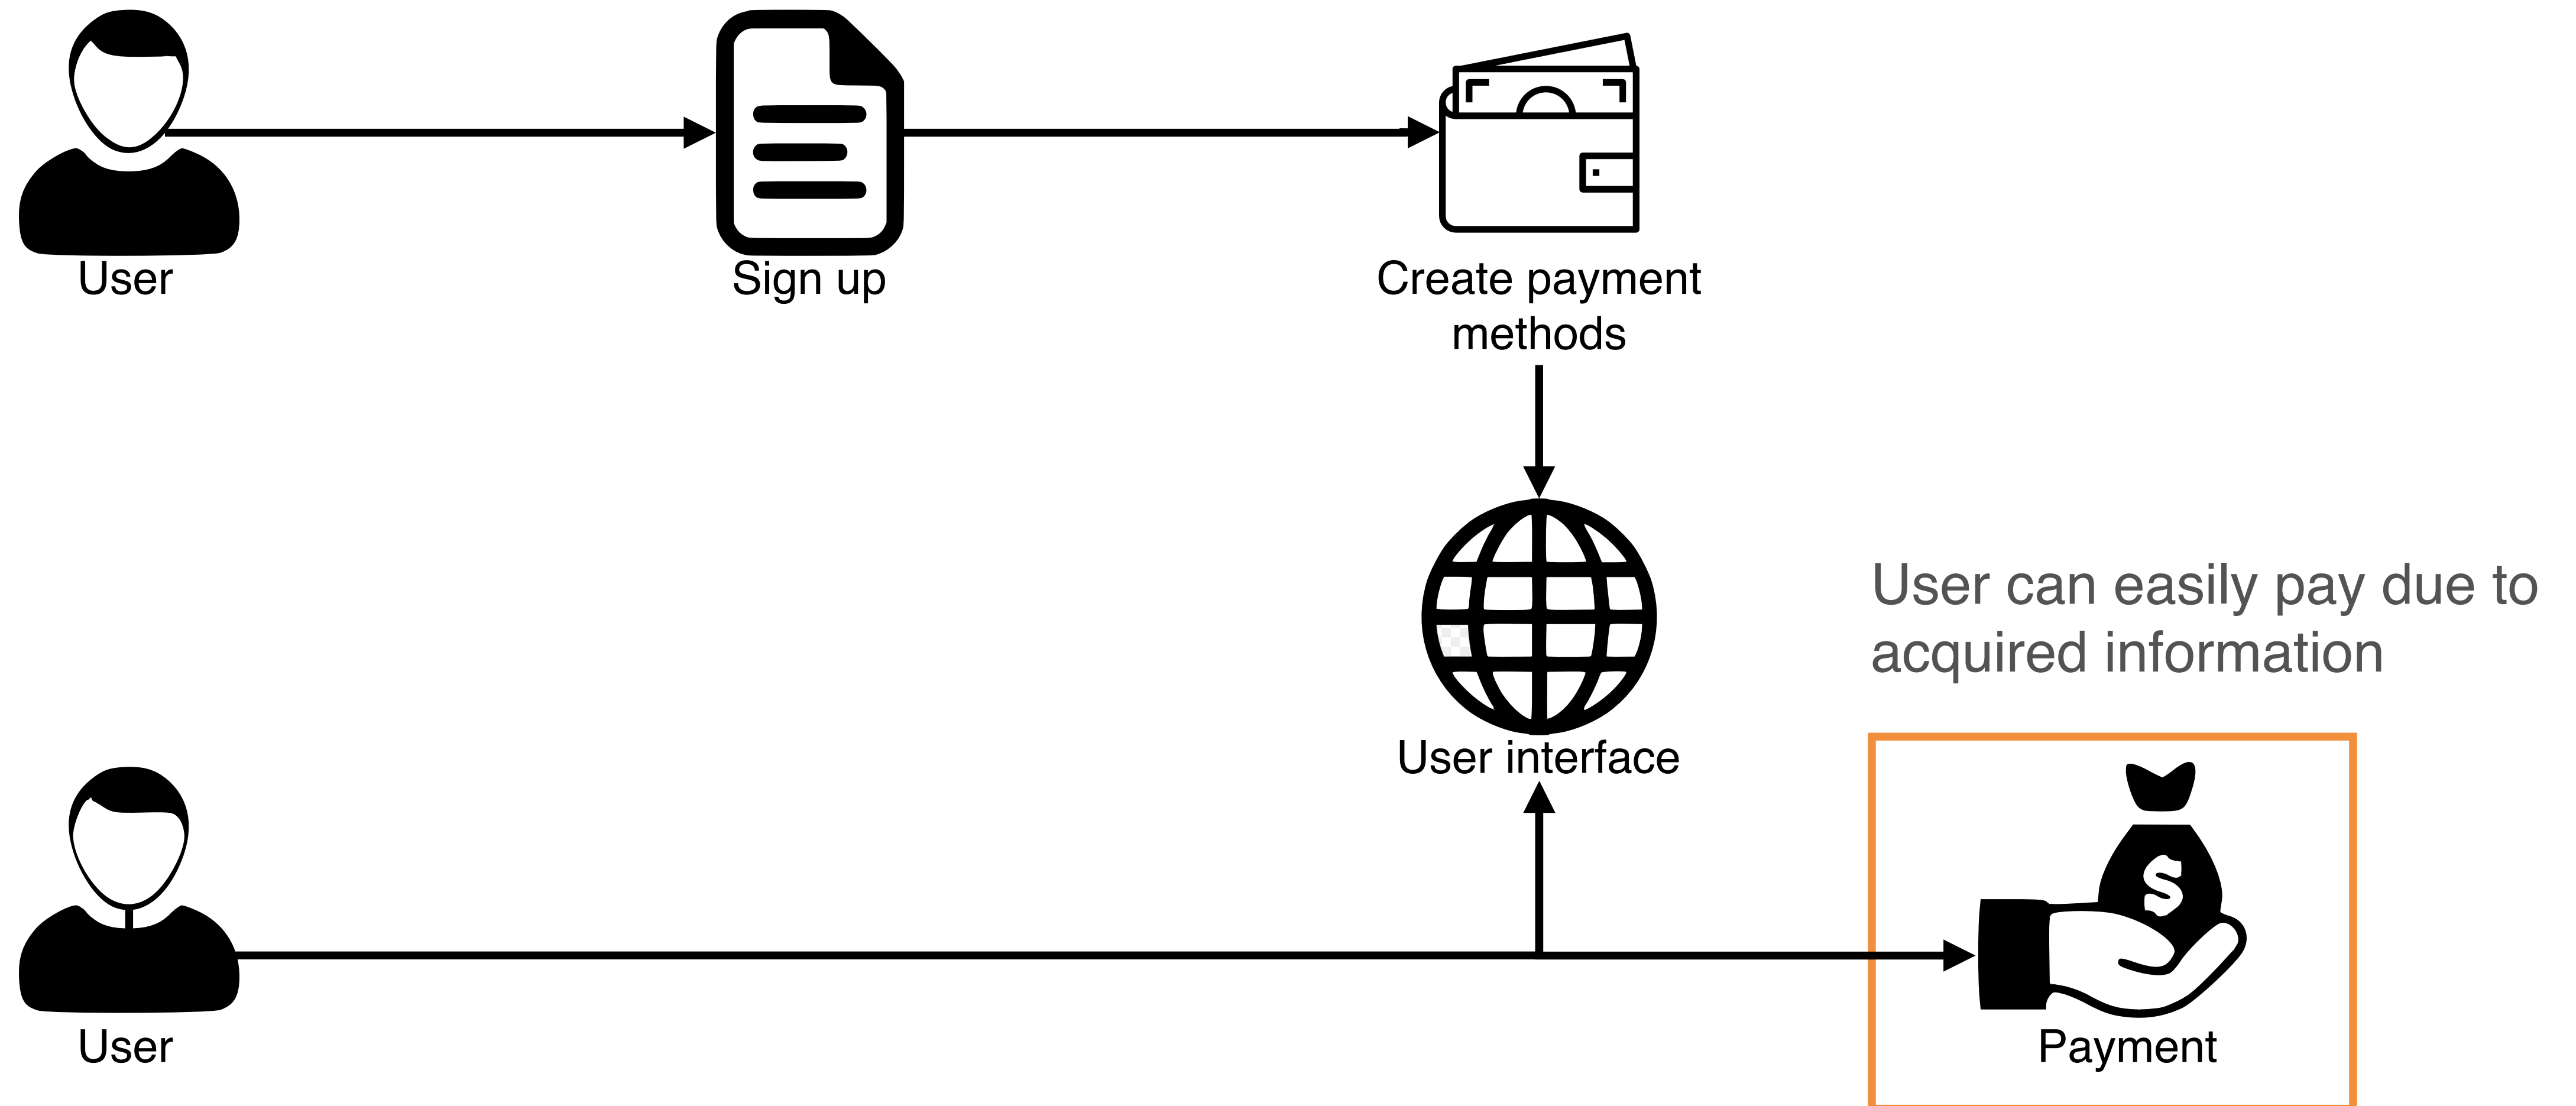 User
Sign up
Create payment
methods
User can easily pay due to
acquired information
User interface
$
User
Payment